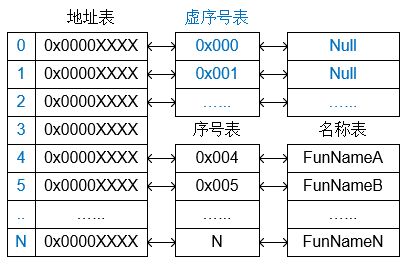 地址表 虚序号表
0 0x0000XXXX 0x000 Null
1 0x0000XXXX 0x001 Null
2 0x0000XXXX …... …...
3 0x0000XXXX 序号表 名称表
4 0x0000XXXX 0x004 FunNameA
5 0x0000XXXX 0x005 FunNameB
.. …... …... …...
N 0x0000XXXX N FunNameN